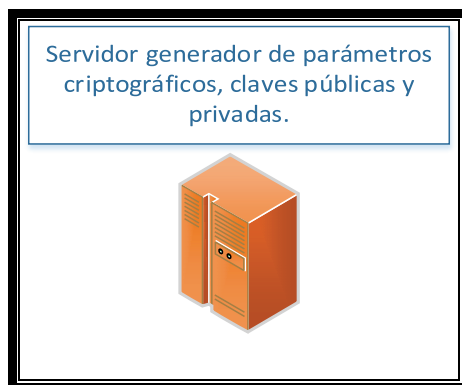 Servidor generador de parámetros
criptográficos, claves públicas y
privadas.